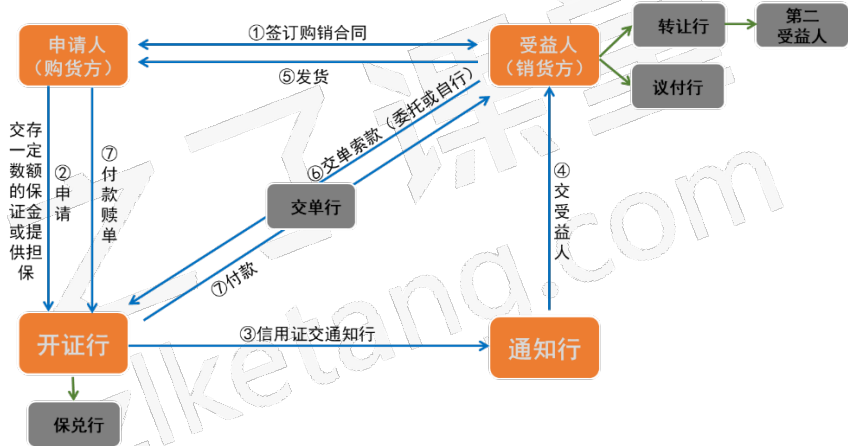 申请人
（购货方）
①签订购销合同
⑤发货
受益人
（销货方）
转让行
第二
受益人
议付行
交存
一定
数额
的保
证金
或提
供担
保
②申请
⑦付款赎单
⑥交单索款（委托或自行）
交单行
⑦付款
④交受益人
开证行
③信用证交通知行
通知行
保兑行
之了课堂
zlketang.com